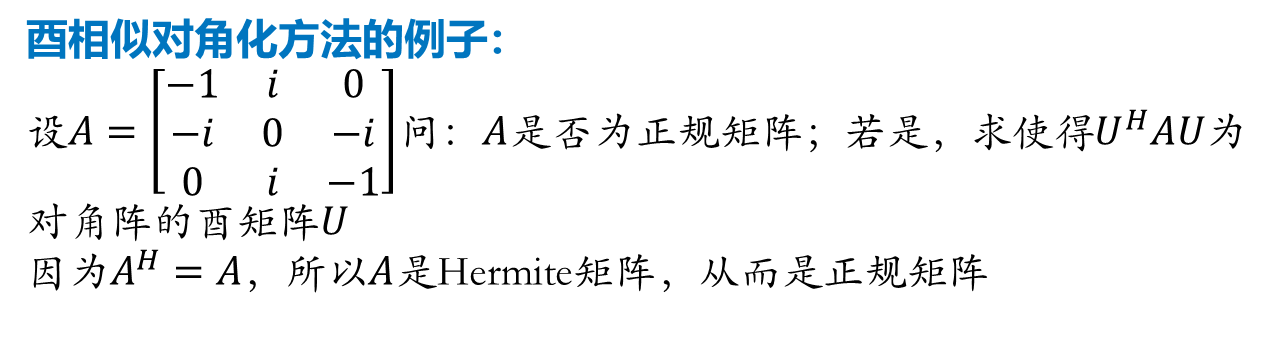 酉相似对角化方法的例子：
设A = [−1 i 0; −i 0 −i; 0 i −1] 问：A是否为正规矩阵；若是，求使得U^H AU为
对角阵的酉矩阵U
因为A^H = A，所以A是Hermite矩阵，从而是正规矩阵